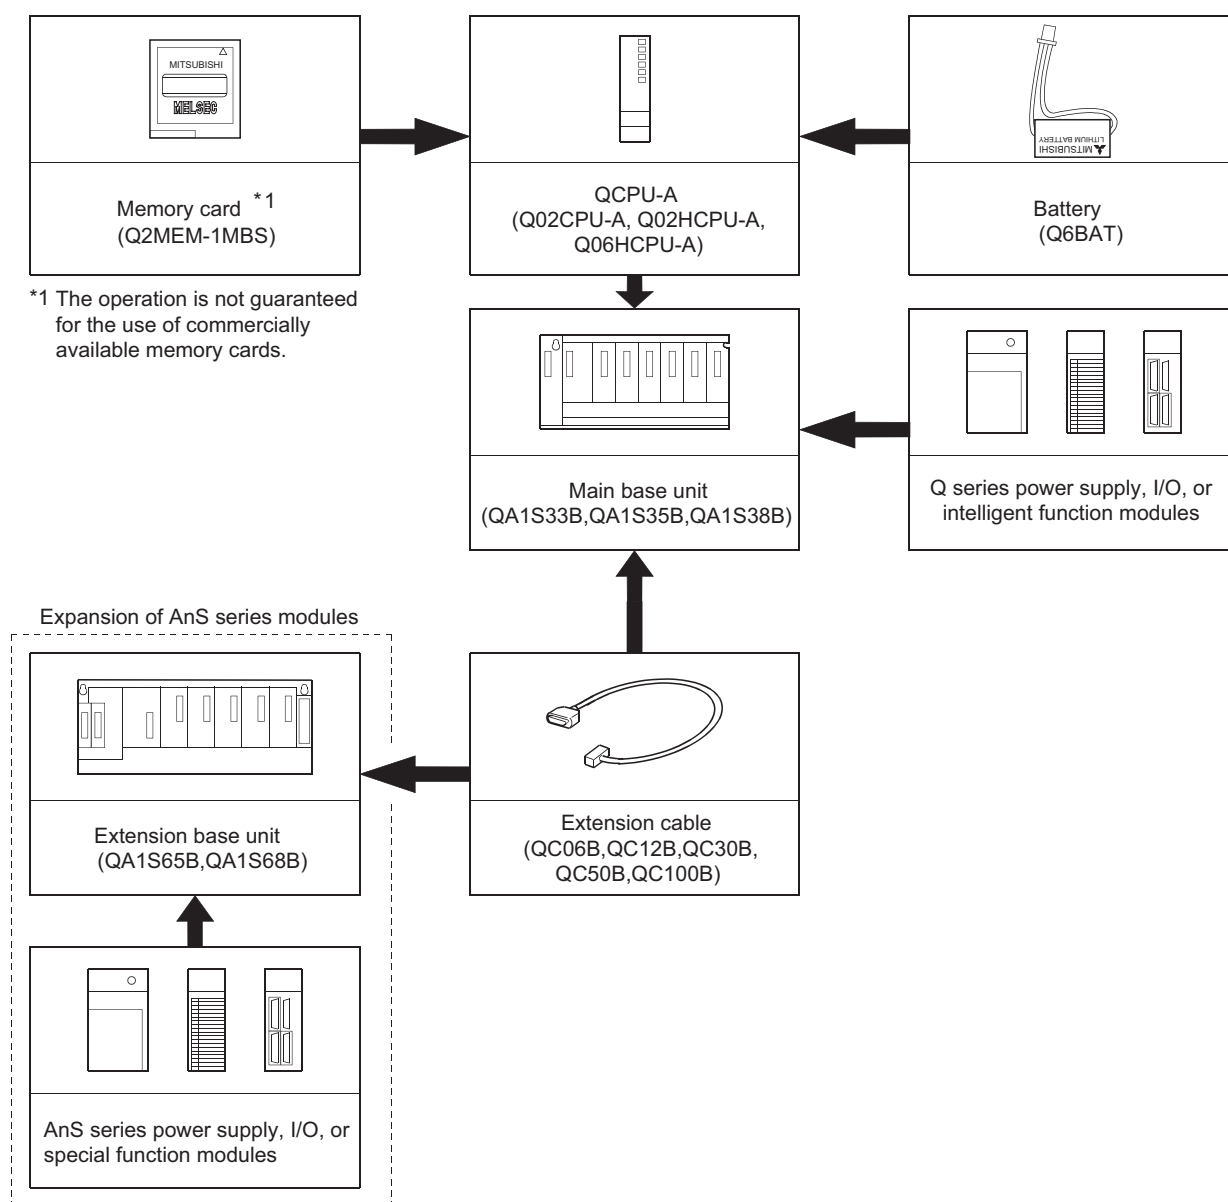 MITSUBISHI
MELSEC
Memory card *1
(Q2MEM-1MBS)
QCPU-A
(Q02CPU-A, Q02HCPU-A,
Q06HCPU-A)
MITSUBISHI
LITHIUM BATTERY
Battery
(Q6BAT)
*1 The operation is not guaranteed
for the use of commercially
available memory cards.
Main base unit
(QA1S33B,QA1S35B,QA1S38B)
Q series power supply, I/O, or
intelligent function modules
Expansion of AnS series modules
Extension base unit
(QA1S65B,QA1S68B)
Extension cable
(QC06B,QC12B,QC30B,
QC50B,QC100B)
AnS series power supply, I/O, or
special function modules